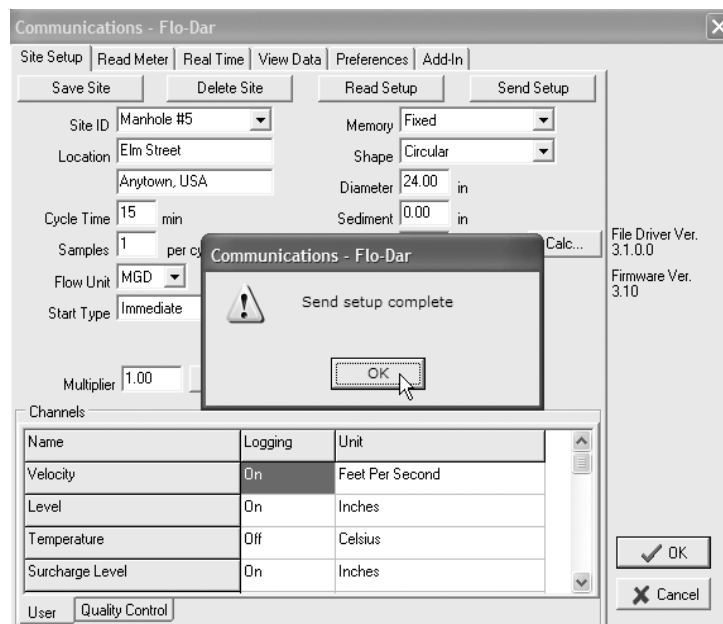 Communications - Flo-Dar
Site Setup Read Meter Real Time View Data Preferences Add-In
Save Site Delete Site Read Setup Send Setup
Site ID Manhole #5 Memory Fixed
Location Elm Street Shape Circular
Anytown, USA Diameter 24.00 in
Cycle Time 15 min Sediment 0.00 in
Samples 1 per cy Calc...
File Driver Ver.
3.1.0.0
Flow Unit MGD
Firmware Ver.
3.10
Start Type Immediate
Multiplier 1.00
Communications - Flo-Dar
Send setup complete
OK
Channels
Name Logging Unit
Velocity On Feet Per Second
Level On Inches
Temperature Off Celsius
Surcharge Level On Inches
User Quality Control
OK
Cancel